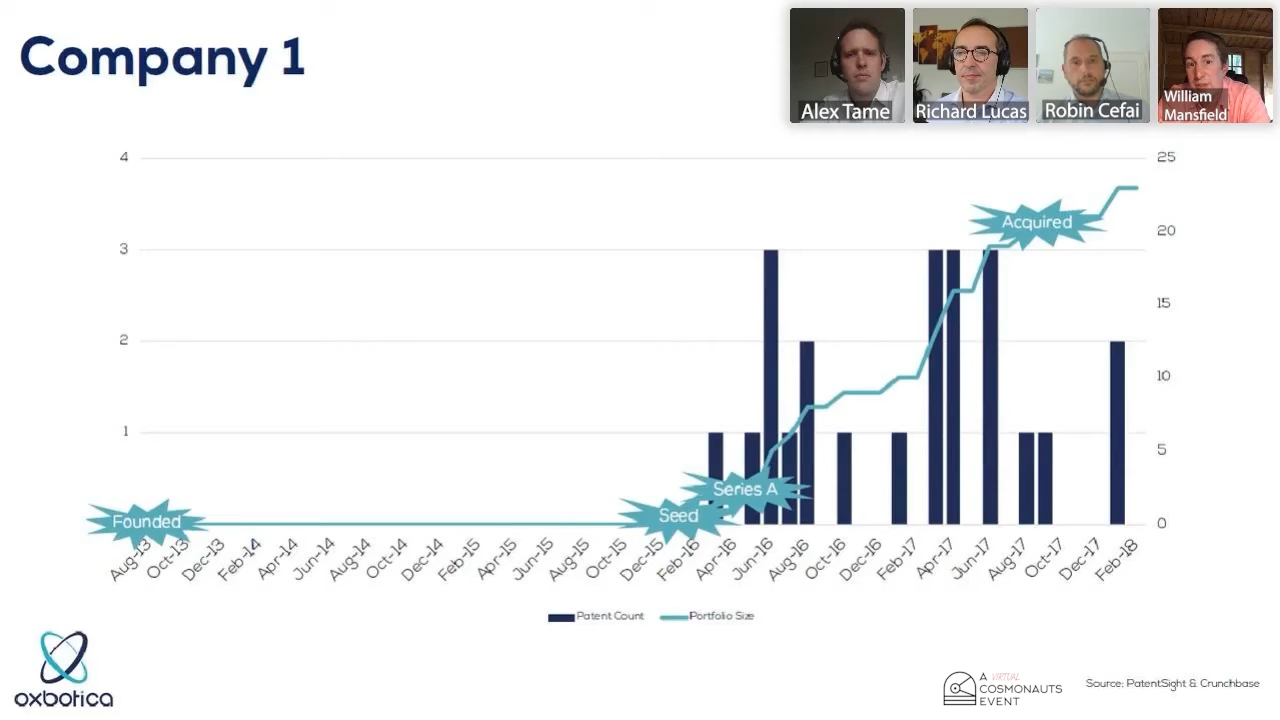 Company 1
Alex Tame
Richard Lucas
Robin Cefai
William
Mansfield
4
3
2
1
25
20
15
10
5
0
Acquired
Series A
Seed
Founded
Aug-13
Oct-13
Dec-13
Feb-14
Apr-14
Jun-14
Aug-14
Oct-14
Dec-14
Feb-15
Apr-15
Jun-15
Aug-15
Oct-15
Dec-15
Feb-16
Apr-16
Jun-16
Aug-16
Oct-16
Dec-16
Feb-17
Apr-17
Jun-17
Aug-17
Oct-17
Dec-17
Feb-18
Patent Count
Portfolio Size
oxbotica
A VIRTUAL
COSMONAUTS
EVENT
Source: PatentSight & Crunchbase